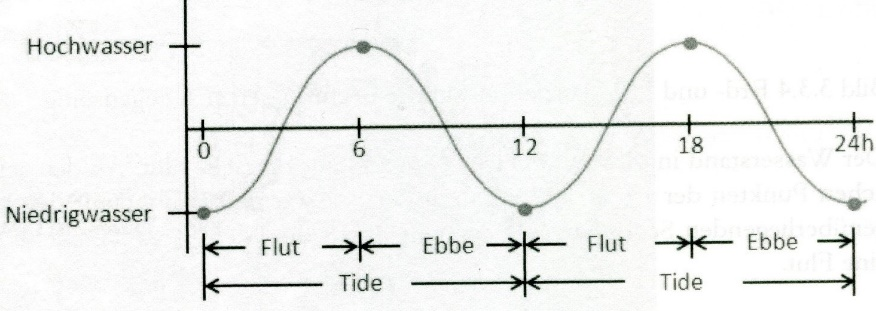 Hochwasser
0 6 12 18 24h
Niedrigwasser
Flut Ebbe Flut Ebbe
Tide Tide